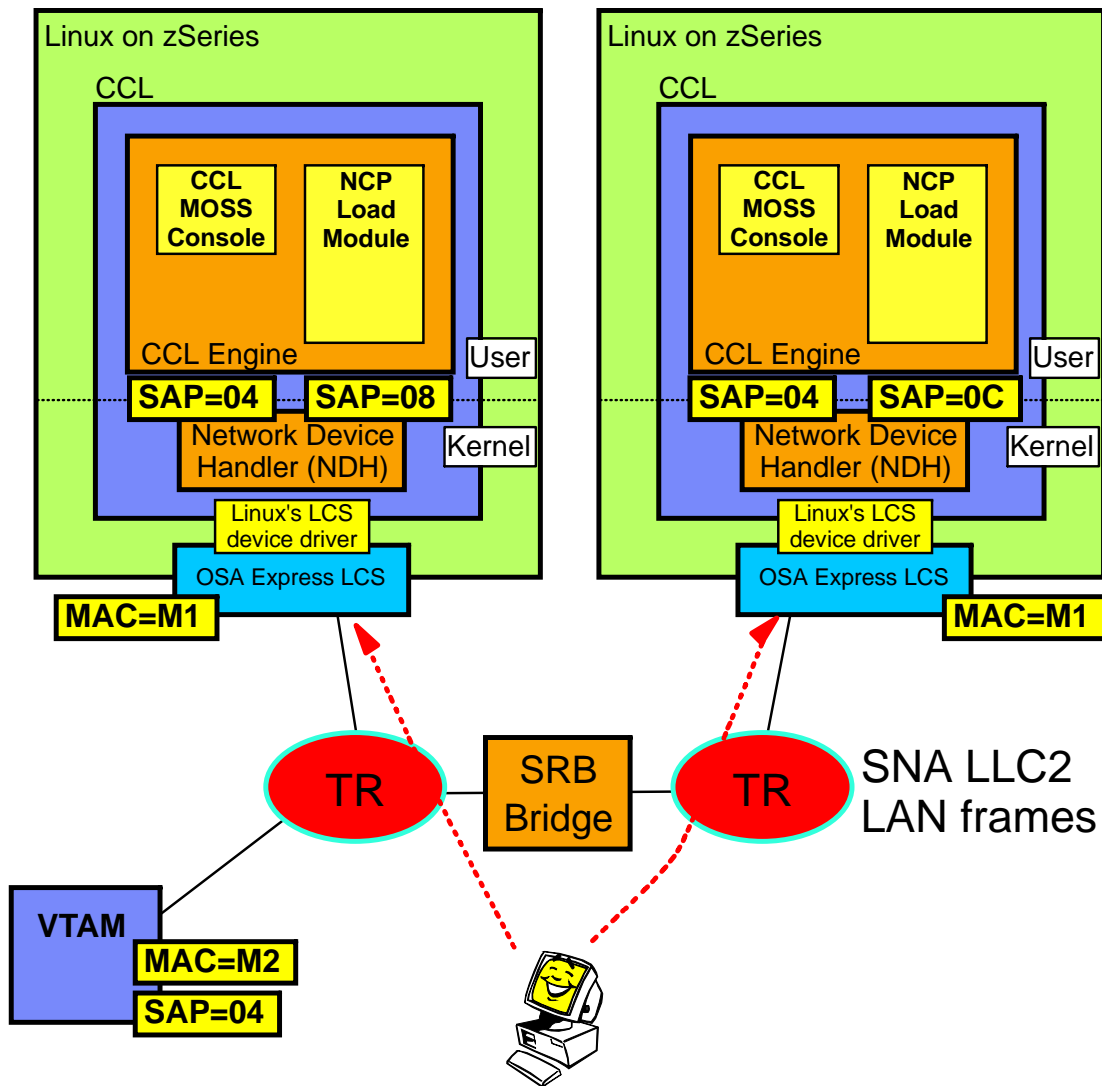 Linux on zSeries
CCL
CCL
MOSS
Console
NCP
Load
Module
CCL Engine
User
SAP=04
SAP=08
Network Device
Handler (NDH)
Kernel
Linux's LCS
device driver
OSA Express LCS
MAC=M1
Linux on zSeries
CCL
CCL
MOSS
Console
NCP
Load
Module
CCL Engine
User
SAP=04
SAP=0C
Network Device
Handler (NDH)
Kernel
Linux's LCS
device driver
OSA Express LCS
MAC=M1
TR
SRB
Bridge
TR
SNA LLC2
LAN frames
VTAM
MAC=M2
SAP=04